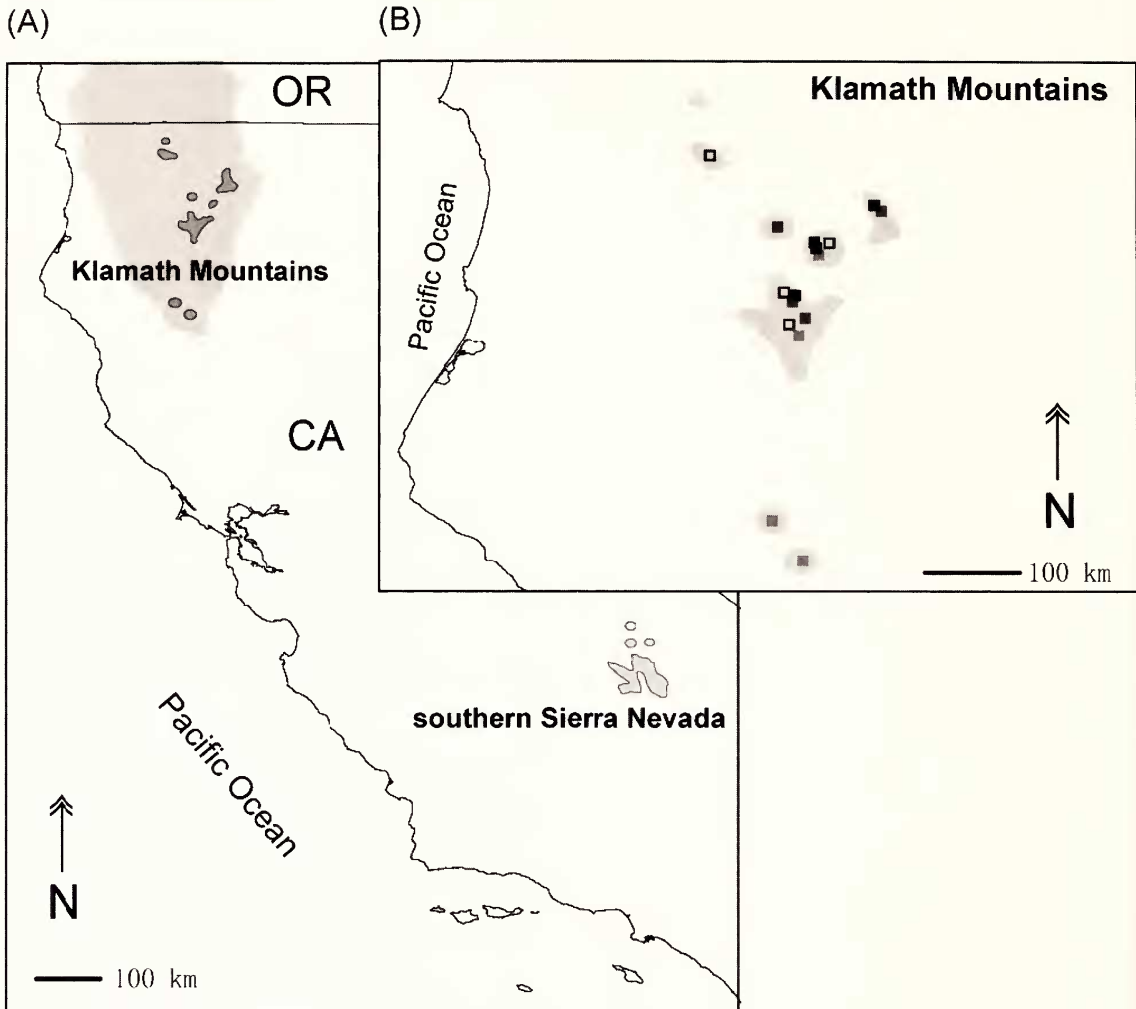 (A)
(B)
OR
Klamath Mountains
CA
southern Sierra Nevada
Pacific Ocean
N
100 km
Klamath Mountains
Pacific Ocean
N
100 km